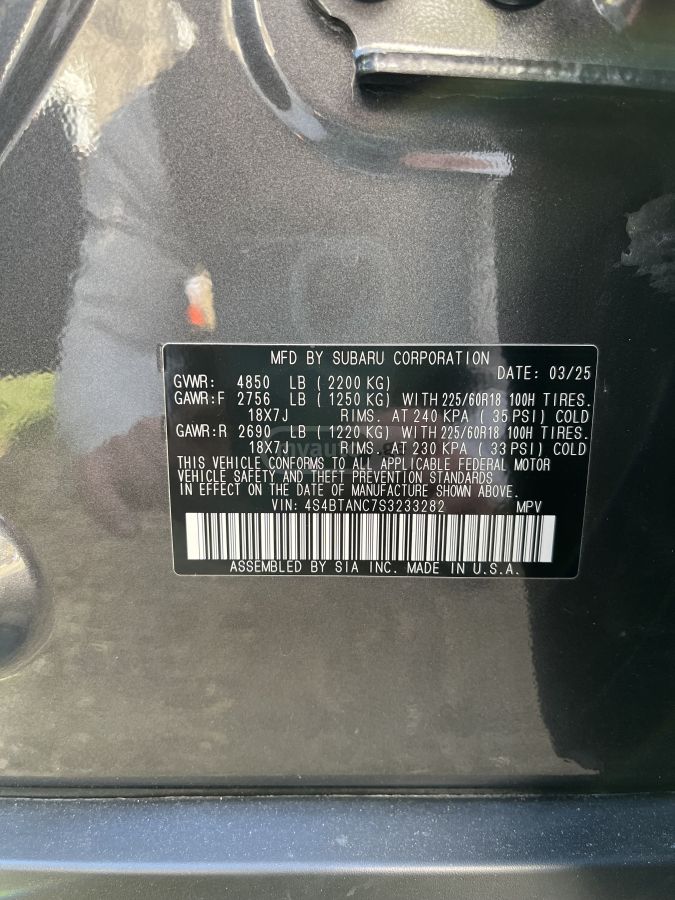 MFD BY SUBARU CORPORATION
DATE: 03/25
GVWR: 4850 LB ( 2200 KG)
GAWR:F 2756 LB ( 1250 KG) WITH 225/60R18 100H TIRES.
18X7J RIMS. AT 240 KPA ( 35 PSI) COLD
GAWR:R 2690 LB ( 1220 KG) WITH 225/60R18 100H TIRES.
18X7J RIMS. AT 230 KPA ( 33 PSI) COLD
THIS VEHICLE CONFORMS TO ALL APPLICABLE FEDERAL MOTOR
VEHICLE SAFETY AND THEFT PREVENTION STANDARDS
IN EFFECT ON THE DATE OF MANUFACTURE SHOWN ABOVE.
VIN: 4S4BTANC7S3233282 MPV
ASSEMBLED BY SIA INC. MADE IN U.S.A.